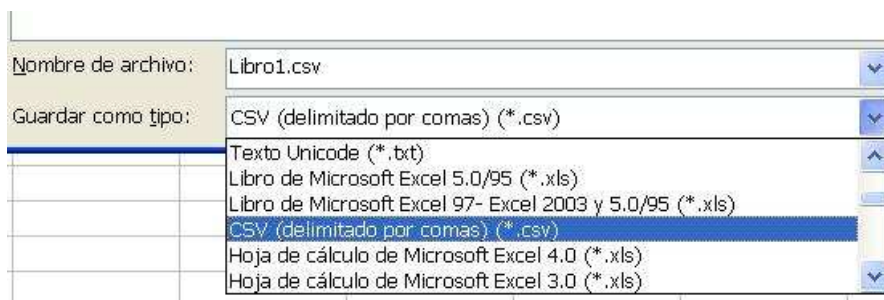 Nombre de archivo: Libro1.csv
Guardar como tipo: CSV (delimitado por comas) (*.csv)
Texto Unicode (*.txt)
Libro de Microsoft Excel 5.0/95 (*.xls)
Libro de Microsoft Excel 97- Excel 2003 y 5.0/95 (*.xls)
CSV (delimitado por comas) (*.csv)
Hoja de cálculo de Microsoft Excel 4.0 (*.xls)
Hoja de cálculo de Microsoft Excel 3.0 (*.xls)